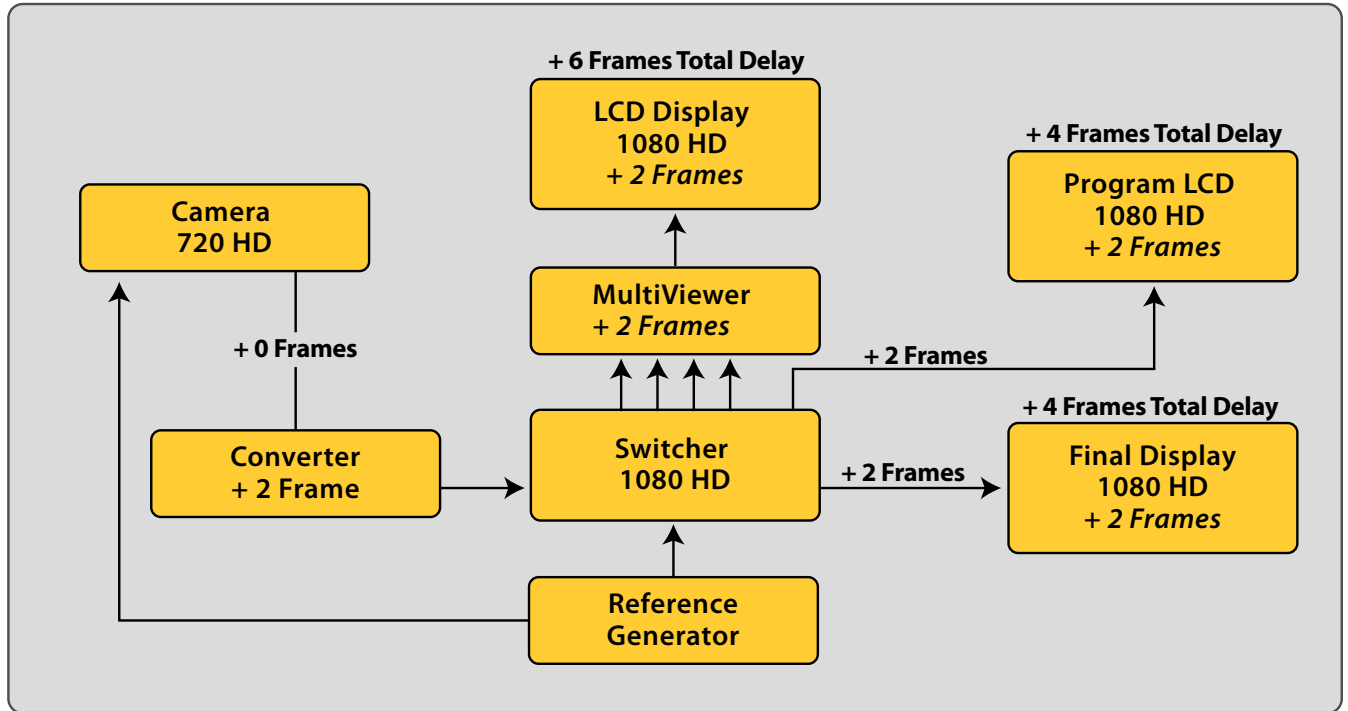 + 6 Frames Total Delay
LCD Display
1080 HD
+ 2 Frames
+ 4 Frames Total Delay
Program LCD
1080 HD
+ 2 Frames
Camera
720 HD
MultiViewer
+ 2 Frames
+ 0 Frames
+ 2 Frames
+ 4 Frames Total Delay
Converter
+ 2 Frame
Switcher
1080 HD
+ 2 Frames
Final Display
1080 HD
+ 2 Frames
Reference
Generator